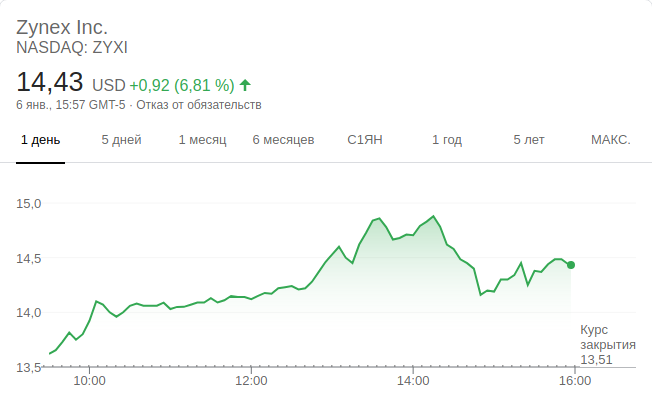 Zynex Inc.
NASDAQ: ZYXI
14,43 USD +0,92 (6,81 %)
6 янв., 15:57 GMT-5 · Отказ от обязательств
1 день 5 дней 1 месяц 6 месяцев С1ЯН 1 год 5 лет МАКС.
15,0
14,5
14,0
Курс
закрытия
13,51
13,5
10:00 12:00 14:00 16:00